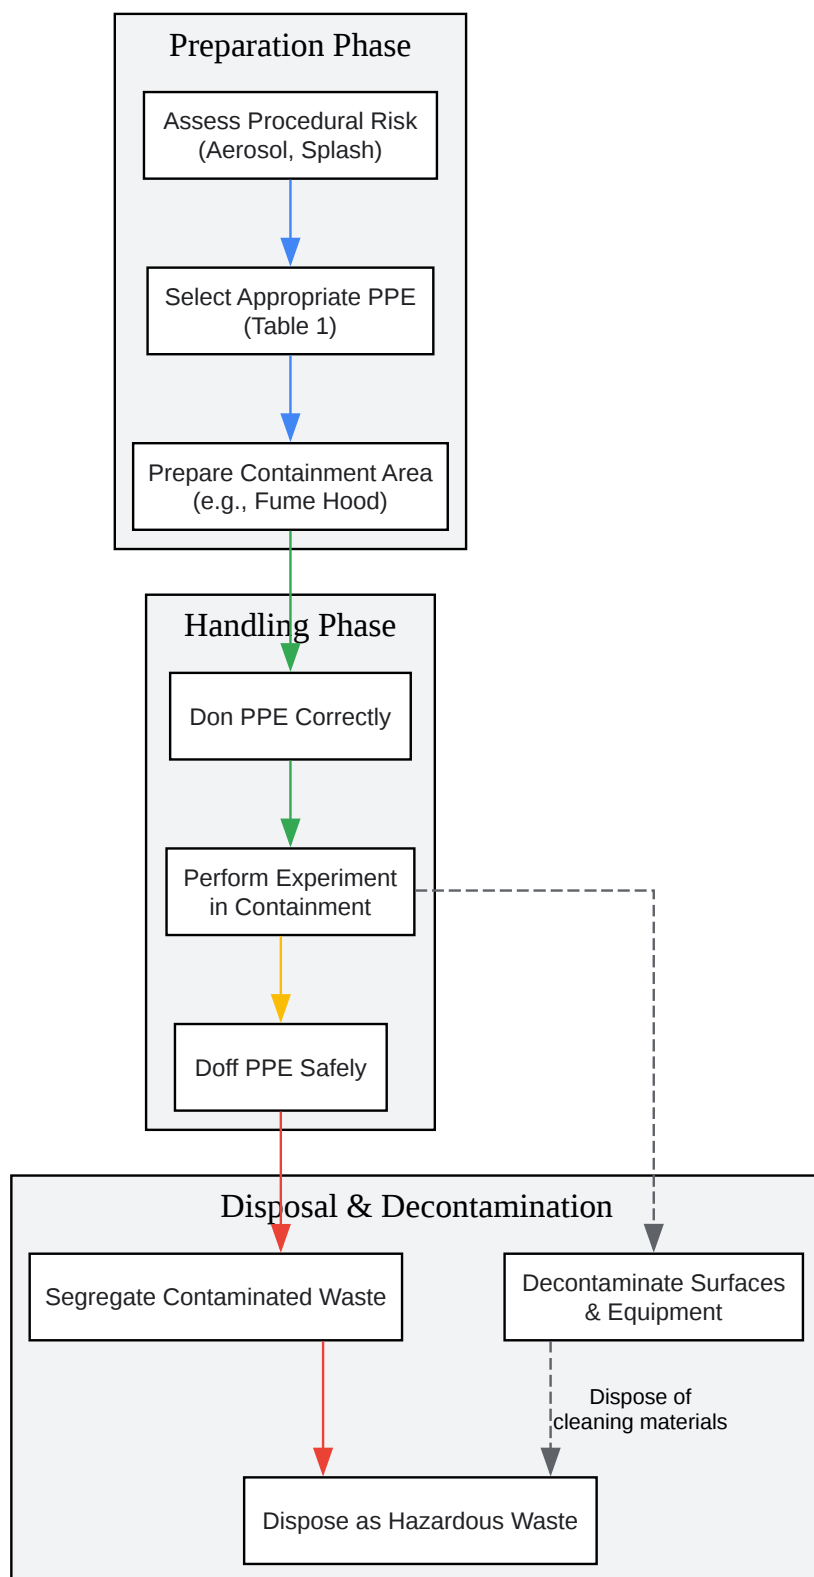 Preparation Phase
Assess Procedural Risk
(Aerosol, Splash)
Select Appropriate PPE
(Table 1)
Prepare Containment Area
(e.g., Fume Hood)
Handling Phase
Don PPE Correctly
Perform Experiment
in Containment
Doff PPE Safely
Disposal & Decontamination
Segregate Contaminated Waste
Decontaminate Surfaces
& Equipment
Dispose of
cleaning materials
Dispose as Hazardous Waste